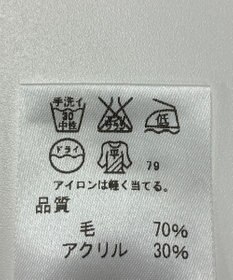 手洗イ
30
中性
エンソ
サラシ
低
ドライ
平
79
アイロンは軽く当てる。
品質
毛 70%
アクリル 30%